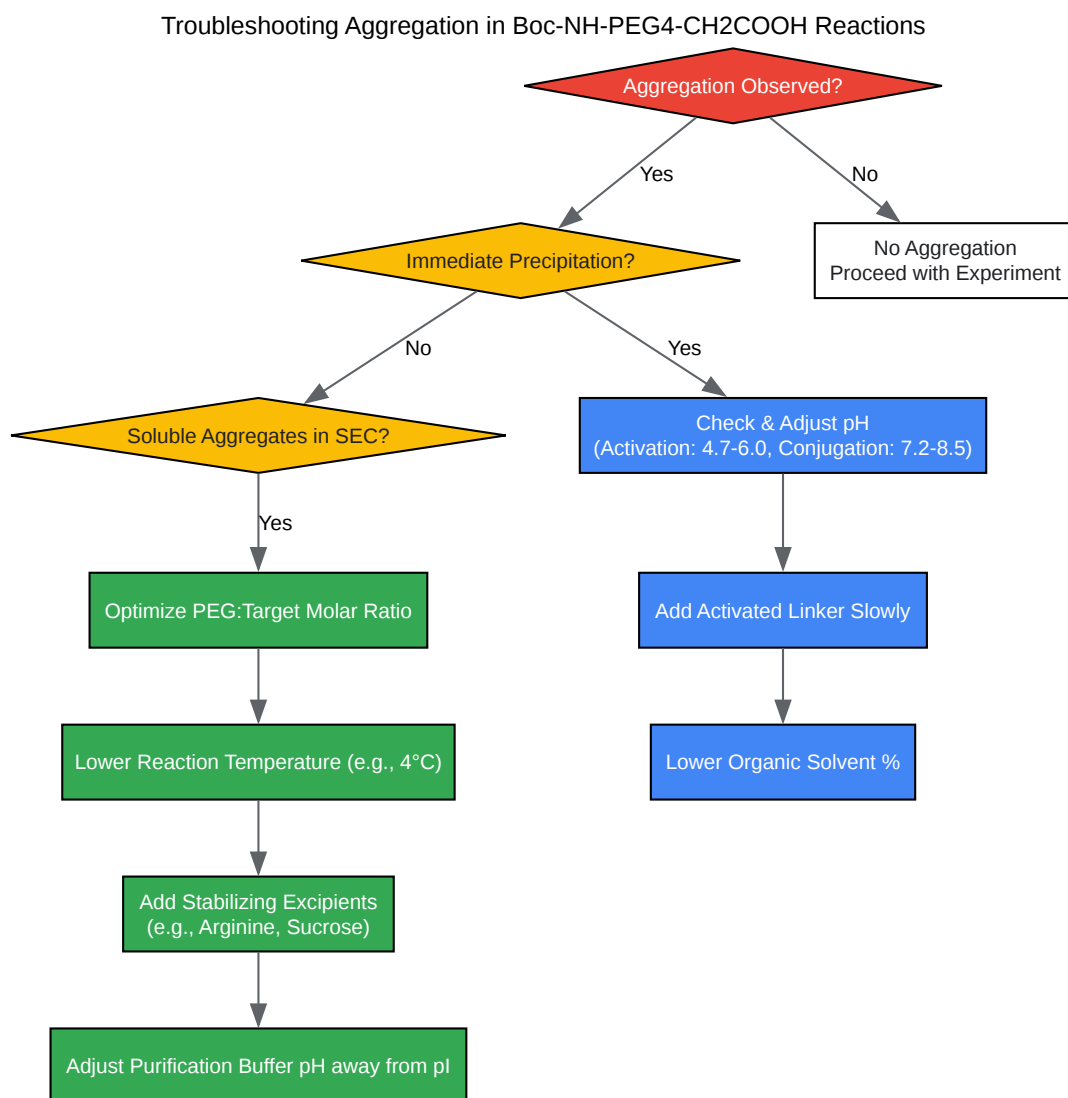 Troubleshooting Aggregation in Boc-NH-PEG4-CH2COOH Reactions
Aggregation Observed?
Yes
No
Immediate Precipitation?
No Aggregation
Proceed with Experiment
No
Yes
Soluble Aggregates in SEC?
Check & Adjust pH
(Activation: 4.7-6.0, Conjugation: 7.2-8.5)
Yes
Optimize PEG:Target Molar Ratio
Add Activated Linker Slowly
Lower Reaction Temperature (e.g., 4°C)
Lower Organic Solvent %
Add Stabilizing Excipients
(e.g., Arginine, Sucrose)
Adjust Purification Buffer pH away from pI